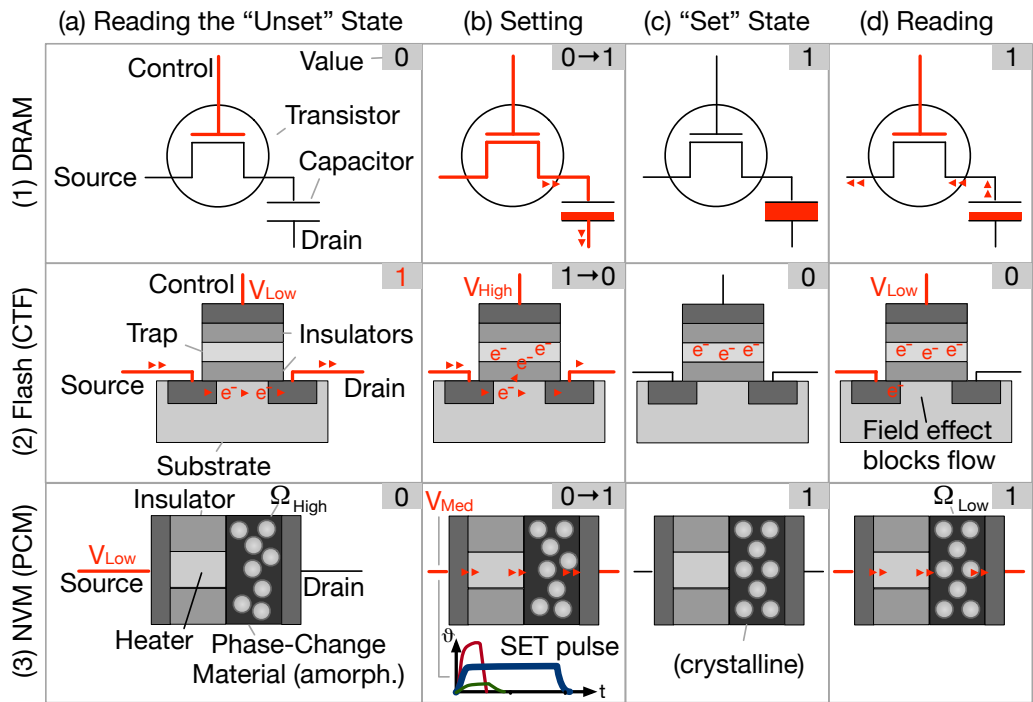 (a) Reading the “Unset” State
(b) Setting
(c) “Set” State
(d) Reading
(1) DRAM
Control
Value
0
Transistor
Source
Capacitor
Drain
0→1
1
1
(2) Flash (CTF)
Control
VLow
1
Trap
Insulators
Source
e⁻
e⁻
Drain
Substrate
VHigh
1→0
e⁻
e⁻
e⁻
e⁻
0
e⁻ e⁻ e⁻
VLow
0
e⁻ e⁻ e⁻
e⁻
Field effect
blocks flow
(3) NVM (PCM)
Insulator
ΩHigh
0
VLow
Source
Drain
Heater
Phase-Change
Material (amorph.)
VMed
0→1
ϑ
SET pulse
t
1
(crystalline)
ΩLow
1